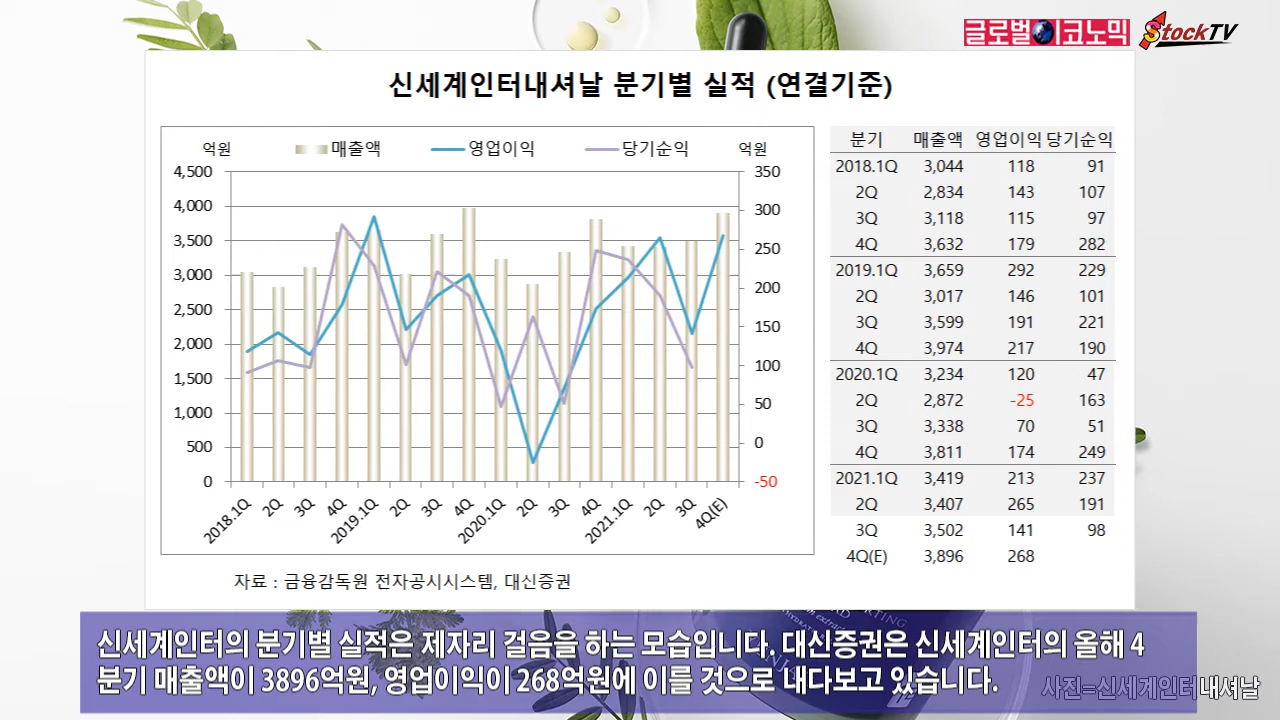 글로벌이코노믹 StockTV
신세계인터내셔날 분기별 실적 (연결기준)
억원 매출액 영업이익 당기순익 억원
4,500 350
4,000 300
3,500 250
3,000 200
2,500 150
2,000 100
1,500 50
1,000 0
500 -50
0
2018.1Q 2Q 3Q 4Q 2019.1Q 2Q 3Q 4Q 2020.1Q 2Q 3Q 4Q 2021.1Q 2Q 3Q 4Q(E)
자료 : 금융감독원 전자공시시스템, 대신증권
분기 매출액 영업이익 당기순익
2018.1Q 3,044 118 91
2Q 2,834 143 107
3Q 3,118 115 97
4Q 3,632 179 282
2019.1Q 3,659 292 229
2Q 3,017 146 101
3Q 3,599 191 221
4Q 3,974 217 190
2020.1Q 3,234 120 47
2Q 2,872 -25 163
3Q 3,338 70 51
4Q 3,811 174 249
2021.1Q 3,419 213 237
2Q 3,407 265 191
3Q 3,502 141 98
4Q(E) 3,896 268
신세계인터의 분기별 실적은 제자리 걸음을 하는 모습입니다. 대신증권은 신세계인터의 올해 4
분기 매출액이 3896억원, 영업이익이 268억원에 이를 것으로 내다보고 있습니다.
사진=신세계인터내셔날